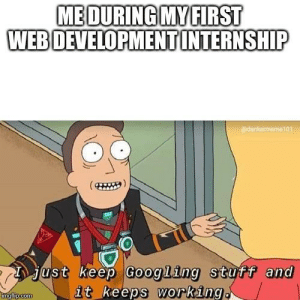 ME DURING MY FIRST
WEB DEVELOPMENT INTERNSHIP
I just keep Googling stuff and
it keeps working.
imgflip.com